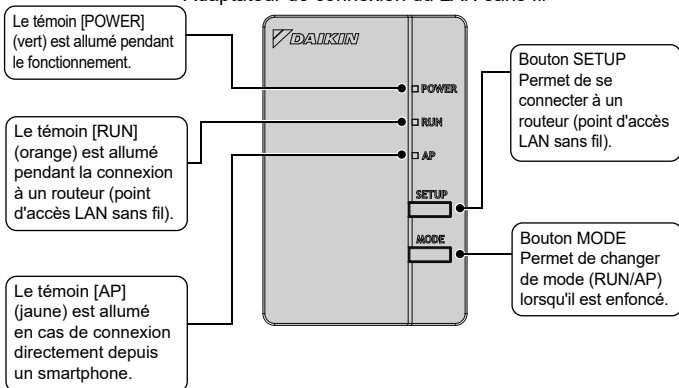 Adaptateur de connexion au LAN sans fil
Le témoin [POWER]
(vert) est allumé pendant
le fonctionnement.
Le témoin [RUN]
(orange) est allumé
pendant la connexion
à un routeur (point
d'accès LAN sans fil).
Le témoin [AP]
(jaune) est allumé
en cas de connexion
directement depuis
un smartphone.
DAIKIN
POWER
RUN
AP
SETUP
MODE
Bouton SETUP
Permet de se
connecter à un
routeur (point d'accès
LAN sans fil).
Bouton MODE
Permet de changer
de mode (RUN/AP)
lorsqu'il est enfoncé.